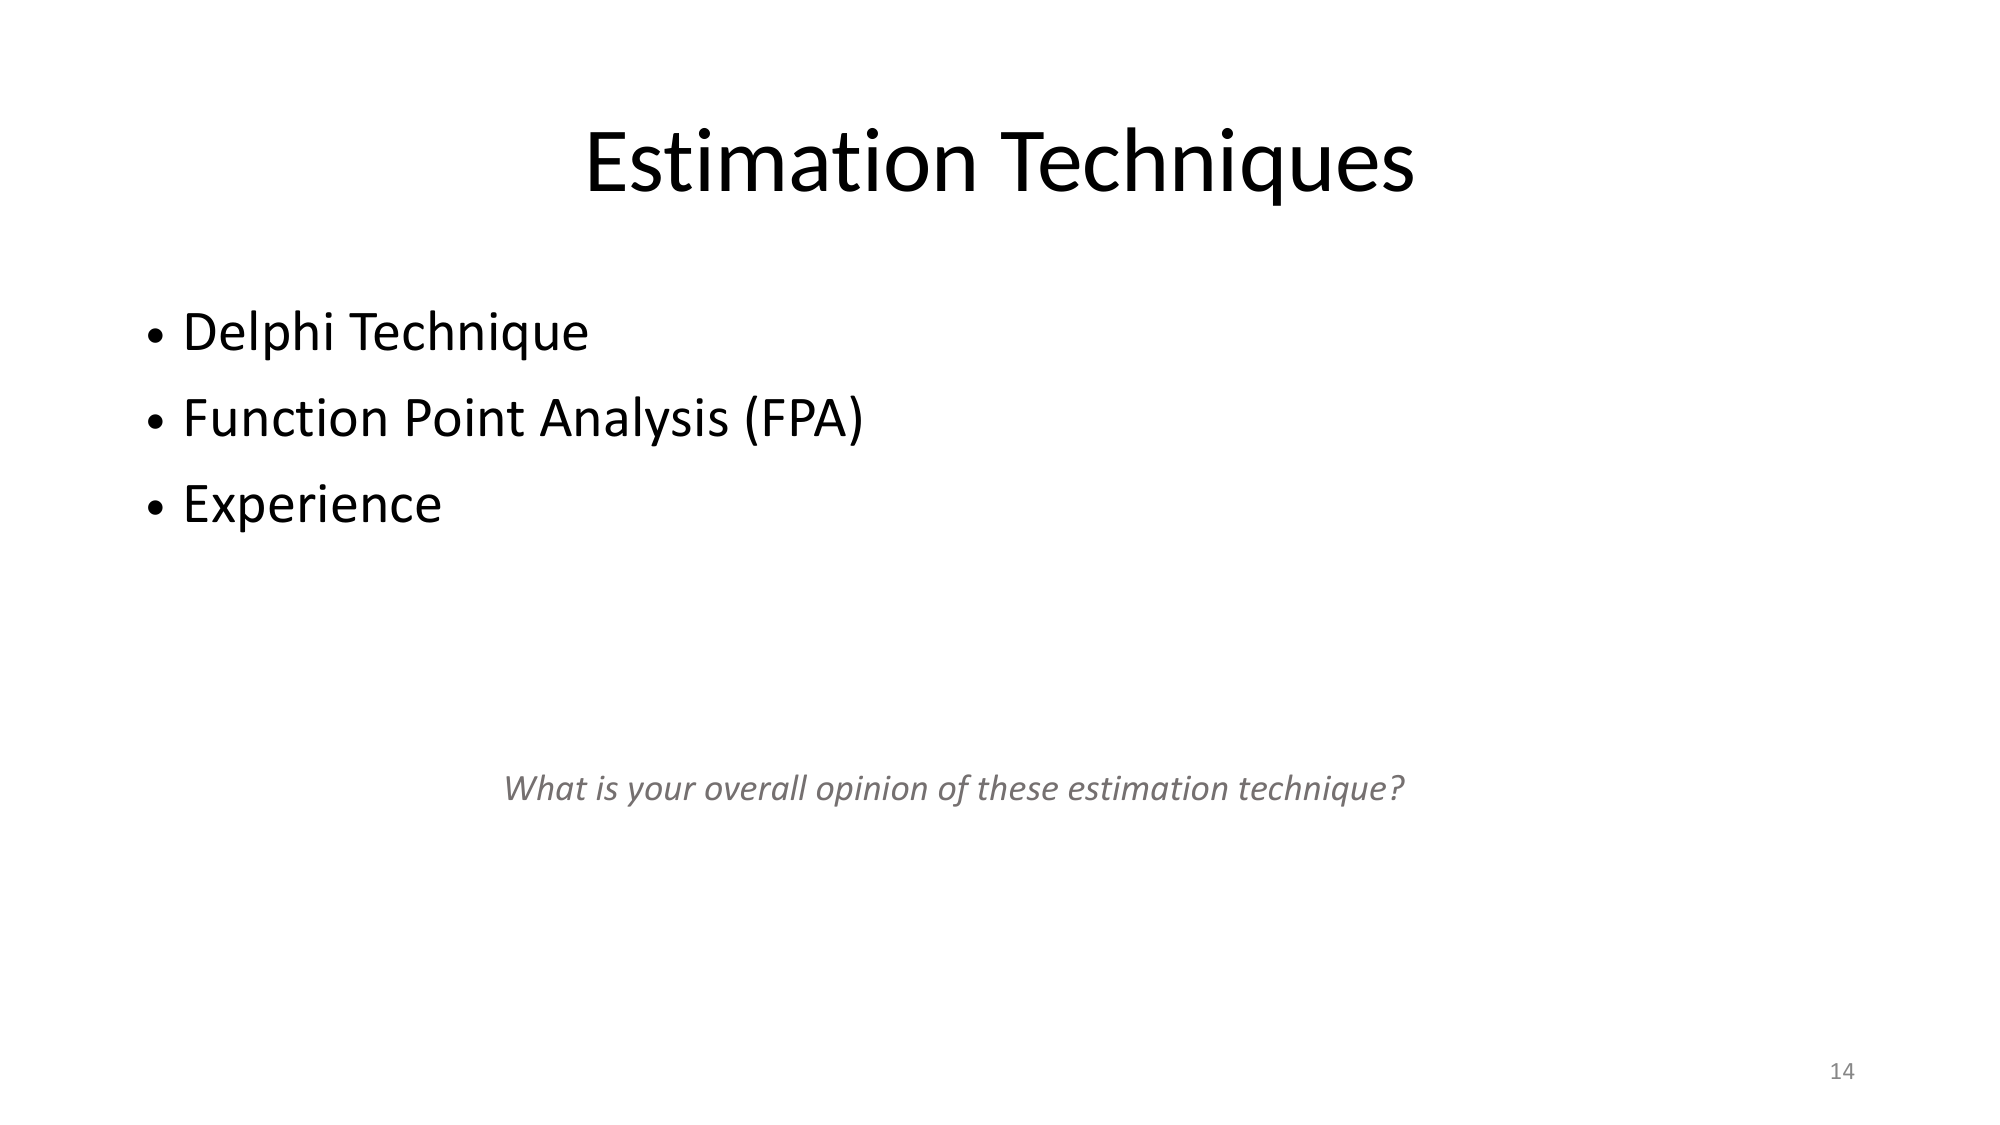 Estimation Techniques
• Delphi Technique
• Function Point Analysis (FPA)
• Experience
What is your overall opinion of these estimation technique?
14